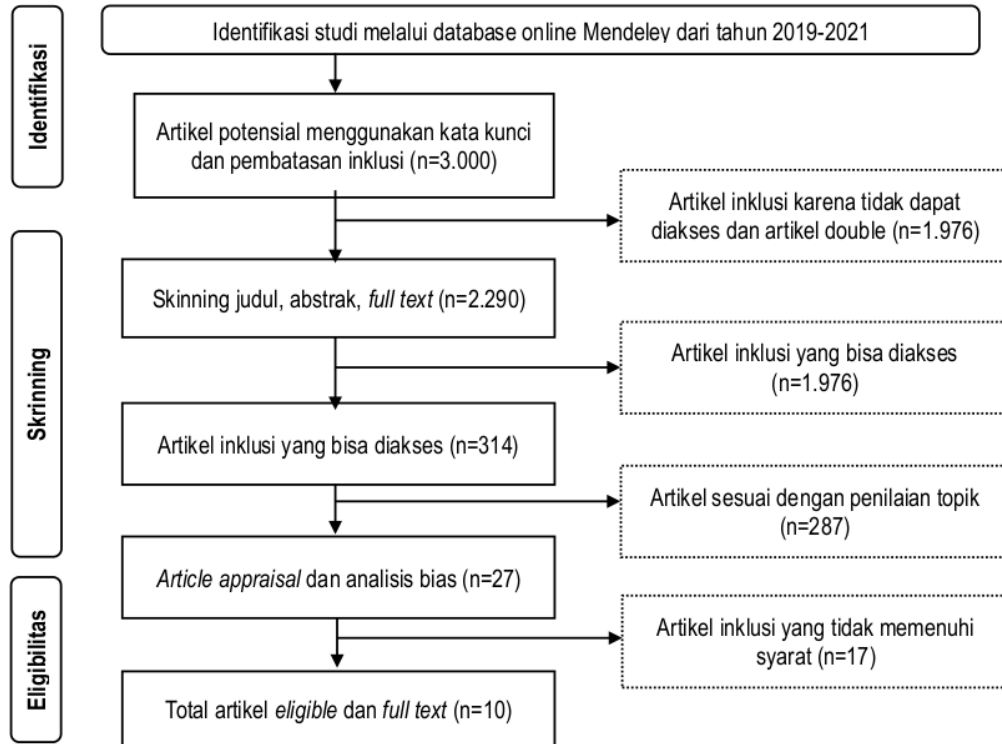 Identifikasi
Identifikasi studi melalui database online Mendeley dari tahun 2019-2021
Artikel potensial menggunakan kata kunci
dan pembatasan inklusi (n=3.000)
Artikel inklusi karena tidak dapat
diakses dan artikel double (n=1.976)
Skrinning
Skinning judul, abstrak, full text (n=2.290)
Artikel inklusi yang bisa diakses
(n=1.976)
Artikel inklusi yang bisa diakses (n=314)
Artikel sesuai dengan penilaian topik
(n=287)
Article appraisal dan analisis bias (n=27)
Eligibilitas
Artikel inklusi yang tidak memenuhi
syarat (n=17)
Total artikel eligible dan full text (n=10)